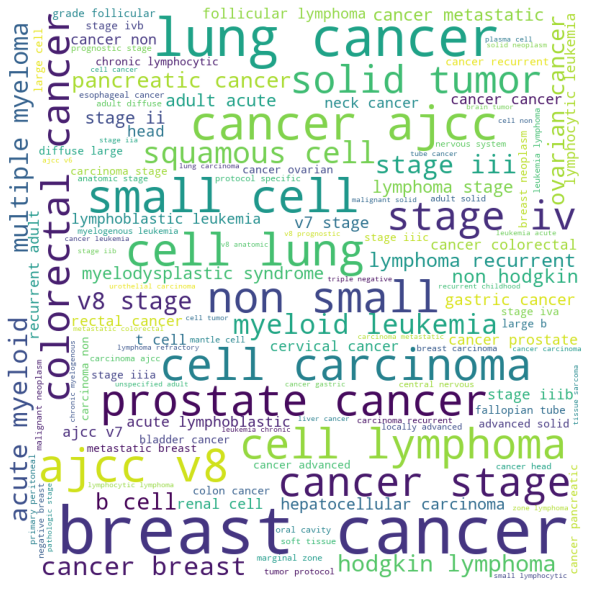 grade follicular
follicular lymphoma
cancer metastatic
stage ivb
cancer non
lung cancer
plasma cell
solid neoplasm
prognostic stage
chronic lymphocytic
cancer recurrent
cell cancer
pancreatic cancer
solid tumor
brain tumor
esophageal cancer
adult diffuse
adult acute
neck cancer
cancer cancer
large cell
multiple myeloma
colorectal cancer
ovarian cancer
lymphocytic leukemia
stage ii
head
cancer ajcc
cell non
stage iia
nervous system
tube cancer
diffuse large
squamous cell
stage iii
ajcc v6
lung carcinoma
carcinoma stage
cancer ovarian
anatomic stage
protocol specific
lymphoma stage
breast neoplasm
leukemia lymphoma
malignant solid
adult solid
small cell
stage iv
lymphoblastic leukemia
v7 stage
v8 prognostic
myelogenous leukemia
cancer leukemia
v8 anatomic
stage iiic
leukemia acute
cancer colorectal
stage iib
cell lung
lymphoma recurrent
recurrent adult
myelodysplastic syndrome
non hodgkin
urothelial carcinoma
triple negative
recurrent childhood
v8 stage
non small
gastric cancer
stage iva
acute myeloid
rectal cancer
cell tumor
myeloid leukemia
large b
metastatic colorectal
carcinoma metastatic
t cell
mantle cell
cervical cancer
cancer prostate
lymphoma refractory
breast carcinoma
cancer carcinoma
carcinoma ajcc
cell carcinoma
malignant neoplasm
chronic myelogenous
carcinoma non
stage iiia
unspecified adult
cancer gastric
central nervous
tissue sarcoma
liver cancer
carcinoma recurrent
stage iiib
prostate cancer
leukemia chronic
locally advanced
fallopian tube
acute lymphoblastic
advanced solid
ajcc v7
bladder cancer
metastatic breast
cell lymphoma
ajcc v8
cancer advanced
cancer head
lymphocytic lymphoma
colon cancer
cancer stage
primary peritoneal
negative breast
pathologic stage
b cell
renal cell
hepatocellular carcinoma
cancer pancreatic
zone lymphoma
breast cancer
oral cavity
soft tissue
marginal zone
hodgkin lymphoma
cancer breast
tumor protocol
small lymphocytic